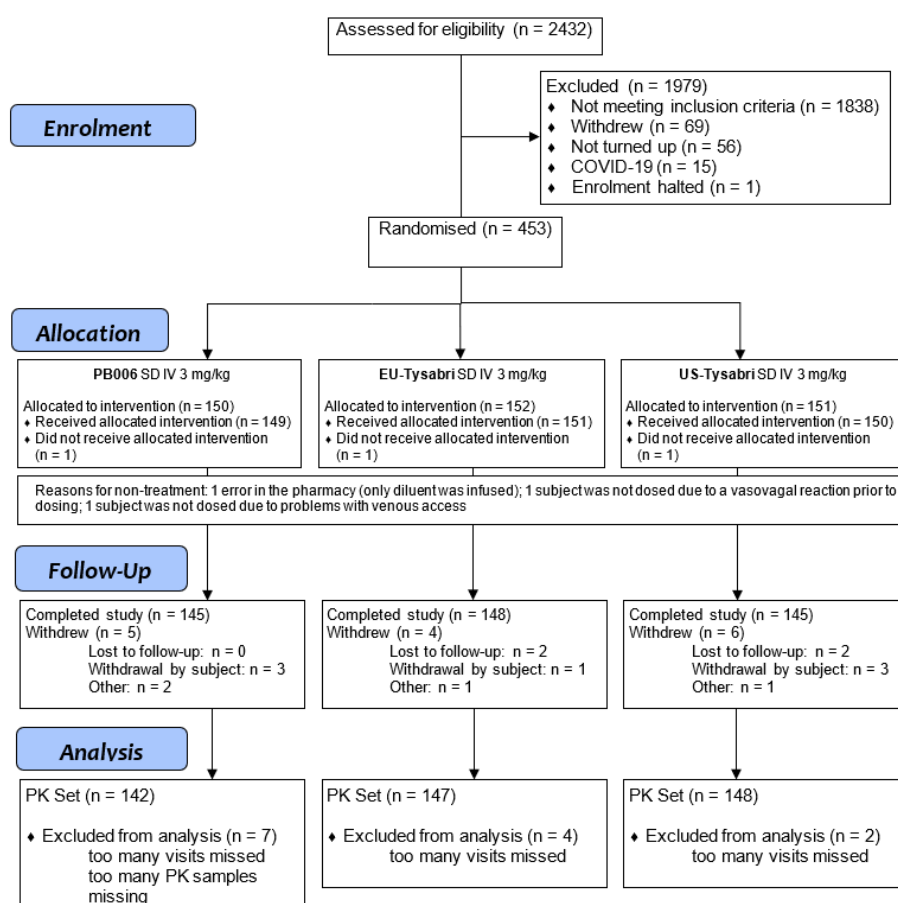 Assessed for eligibility (n = 2432)
Enrolment
Excluded (n = 1979)
♦ Not meeting inclusion criteria (n = 1838)
♦ Withdrew (n = 69)
♦ Not turned up (n = 56)
♦ COVID-19 (n = 15)
♦ Enrolment halted (n = 1)
Randomised (n = 453)
Allocation
PB006 SD IV 3 mg/kg
Allocated to intervention (n = 150)
♦ Received allocated intervention (n = 149)
♦ Did not receive allocated intervention
(n = 1)
EU-Tysabri SD IV 3 mg/kg
Allocated to intervention (n = 152)
♦ Received allocated intervention (n = 151)
♦ Did not receive allocated intervention
(n = 1)
US-Tysabri SD IV 3 mg/kg
Allocated to intervention (n = 151)
♦ Received allocated intervention (n = 150)
♦ Did not receive allocated intervention
(n = 1)
Reasons for non-treatment: 1 error in the pharmacy (only diluent was infused); 1 subject was not dosed due to a vasovagal reaction prior to
dosing; 1 subject was not dosed due to problems with venous access
Follow-Up
Completed study (n = 145)
Withdrew (n = 5)
Lost to follow-up: n = 0
Withdrawal by subject: n = 3
Other: n = 2
Completed study (n = 148)
Withdrew (n = 4)
Lost to follow-up: n = 2
Withdrawal by subject: n = 1
Other: n = 1
Completed study (n = 145)
Withdrew (n = 6)
Lost to follow-up: n = 2
Withdrawal by subject: n = 3
Other: n = 1
Analysis
PK Set (n = 142)
♦ Excluded from analysis (n = 7)
too many visits missed
too many PK samples
missing
PK Set (n = 147)
♦ Excluded from analysis (n = 4)
too many visits missed
PK Set (n = 148)
♦ Excluded from analysis (n = 2)
too many visits missed